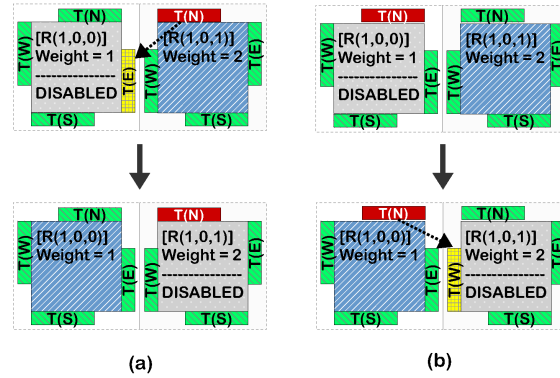 T(N)
T(W)
[R(1,0,0)]
Weight = 1
----------------
DISABLED
T(E)
T(S)
T(N)
T(W)
[R(1,0,1)]
Weight = 2
T(E)
T(S)
T(N)
T(W)
[R(1,0,0)]
Weight = 1
----------------
DISABLED
T(E)
T(S)
T(N)
T(W)
[R(1,0,1)]
Weight = 2
T(E)
T(S)
T(N)
T(W)
[R(1,0,0)]
Weight = 1
T(E)
T(S)
T(N)
T(W)
[R(1,0,1)]
Weight = 2
----------------
DISABLED
T(E)
T(S)
T(N)
T(W)
[R(1,0,0)]
Weight = 1
T(E)
T(S)
T(N)
T(W)
[R(1,0,1)]
Weight = 2
----------------
DISABLED
T(E)
T(S)
(a)
(b)